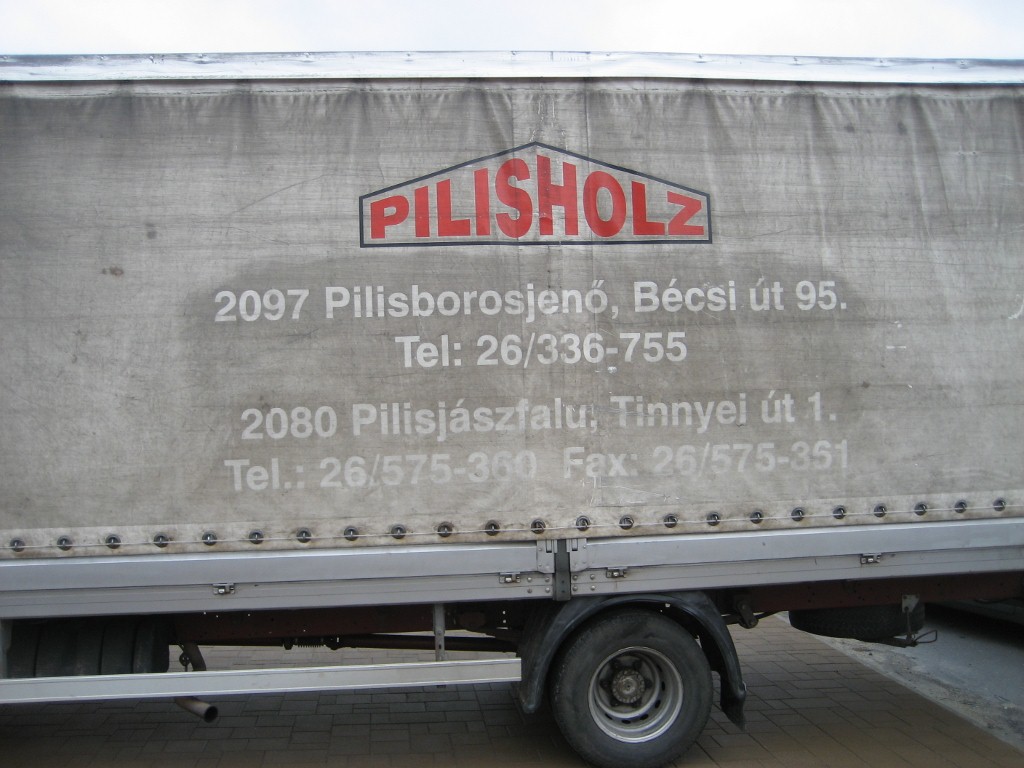 PILISHOLZ
2097 Pilisborosjenő, Bécsi út 95.
Tel: 26/336-755
2080 Pilisjászfalu, Tinnyei út 1.
Tel.: 26/575-360 Fax: 26/575-361